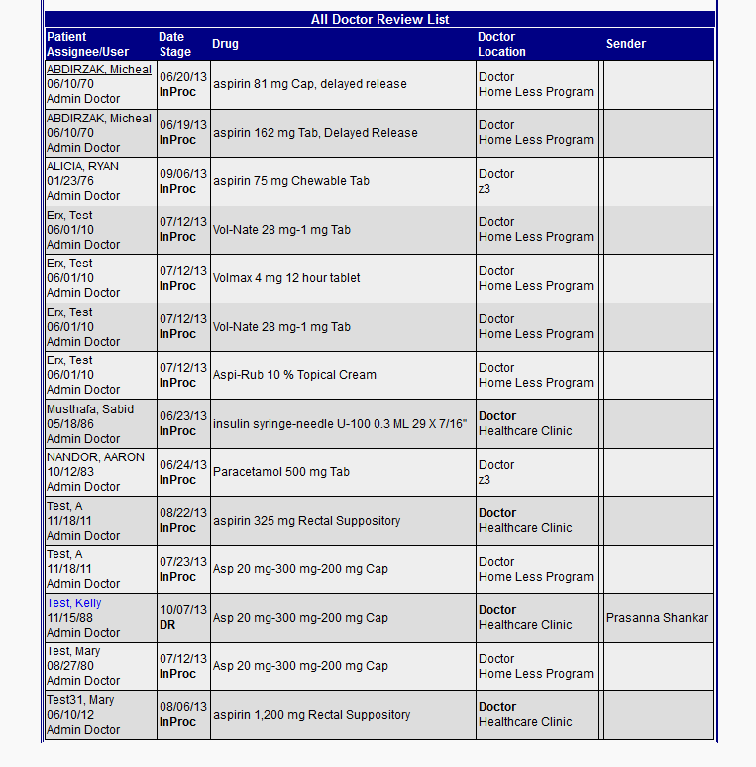 All Doctor Review List
Patient Date Drug Doctor Sender
Assignee/User Stage Location
ABDIRZAK, Micheal 06/20/13 aspirin 81 mg Cap, delayed release Doctor
06/10/70 InProc Home Less Program
Admin Doctor
ABDIRZAK, Micheal 06/19/13 aspirin 162 mg Tab, Delayed Release Doctor
06/10/70 InProc Home Less Program
Admin Doctor
ALICIA, RYAN 09/06/13 aspirin 75 mg Chewable Tab Doctor
01/23/76 InProc z3
Admin Doctor
Erx, Test 07/12/13 Vol-Nate 28 mg-1 mg Tab Doctor
06/01/10 InProc Home Less Program
Admin Doctor
Erx, Test 07/12/13 Volmax 4 mg 12 hour tablet Doctor
06/01/10 InProc Home Less Program
Admin Doctor
Erx, Test 07/12/13 Vol-Nate 28 mg-1 mg Tab Doctor
06/01/10 InProc Home Less Program
Admin Doctor
Erx, Test 07/12/13 Aspi-Rub 10 % Topical Cream Doctor
06/01/10 InProc Home Less Program
Admin Doctor
Musthafa, Sabid 06/23/13 insulin syringe-needle U-100 0.3 ML 29 X 7/16" Doctor
05/18/86 InProc Healthcare Clinic
Admin Doctor
NANDOR, AARON 06/24/13 Paracetamol 500 mg Tab Doctor
10/12/83 InProc z3
Admin Doctor
Test, A 08/22/13 aspirin 325 mg Rectal Suppository Doctor
11/18/11 InProc Healthcare Clinic
Admin Doctor
Test, A 07/23/13 Asp 20 mg-300 mg-200 mg Cap Doctor
11/18/11 InProc Home Less Program
Admin Doctor
Test, Kelly 10/07/13 Asp 20 mg-300 mg-200 mg Cap Doctor Prasanna Shankar
11/15/88 DR Healthcare Clinic
Admin Doctor
Test, Mary 07/12/13 Asp 20 mg-300 mg-200 mg Cap Doctor
08/27/80 InProc Home Less Program
Admin Doctor
Test31, Mary 08/06/13 aspirin 1,200 mg Rectal Suppository Doctor
06/10/12 InProc Healthcare Clinic
Admin Doctor